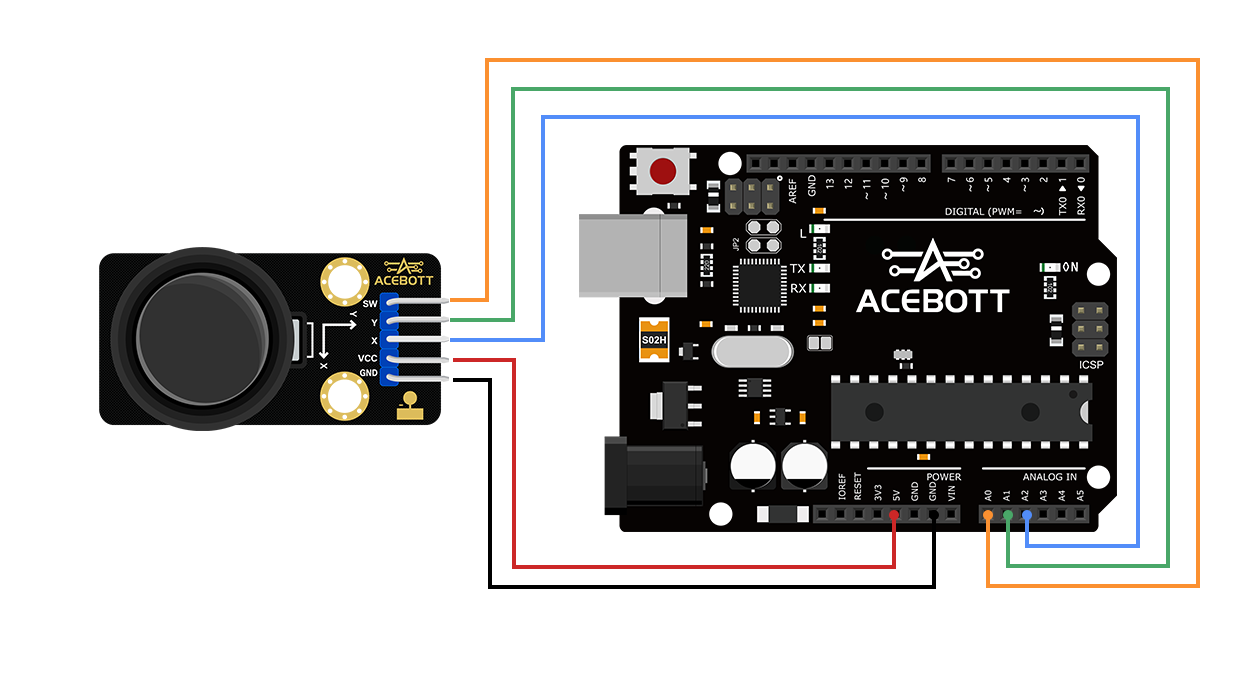 ACEBOTT
SW
Y
X
VCC
GND
Y
X
AREF
GND
13
12
~11
~10
~9
8
7
~6
~5
4
~3
2
TX0▶1
RX0◀0
DIGITAL (PWM= ~)
JP2
L
TX
RX
ACEBOTT
ON
S02H
ICSP
POWER
ANALOG IN
IOREF
RESET
3V3
5V
GND
GND
VIN
A0
A1
A2
A3
A4
A5